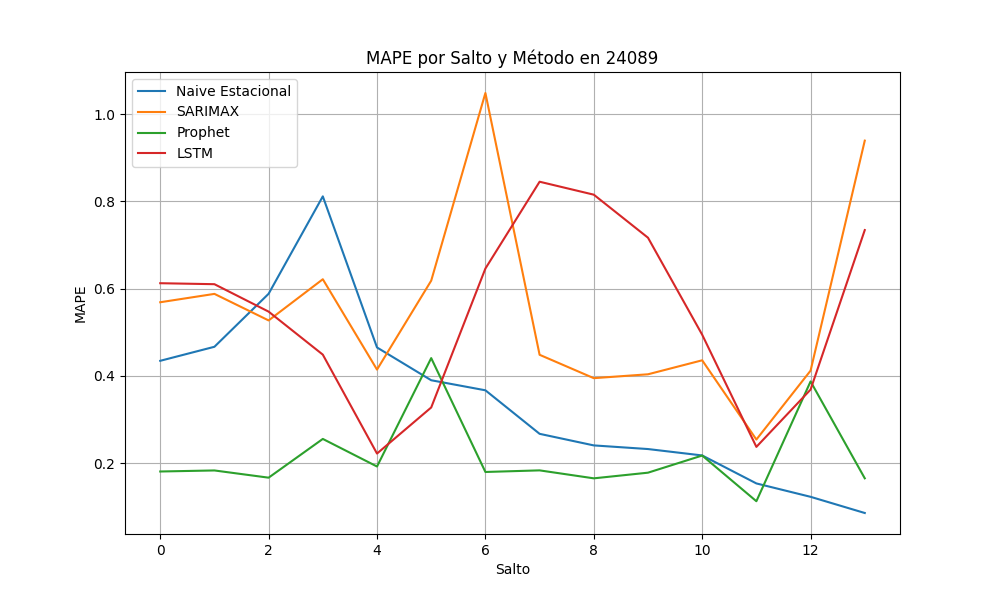 MAPE por Salto y Método en 24089
Naive Estacional
SARIMAX
Prophet
LSTM
MAPE
1.0
0.8
0.6
0.4
0.2
0 2 4 6 8 10 12
Salto